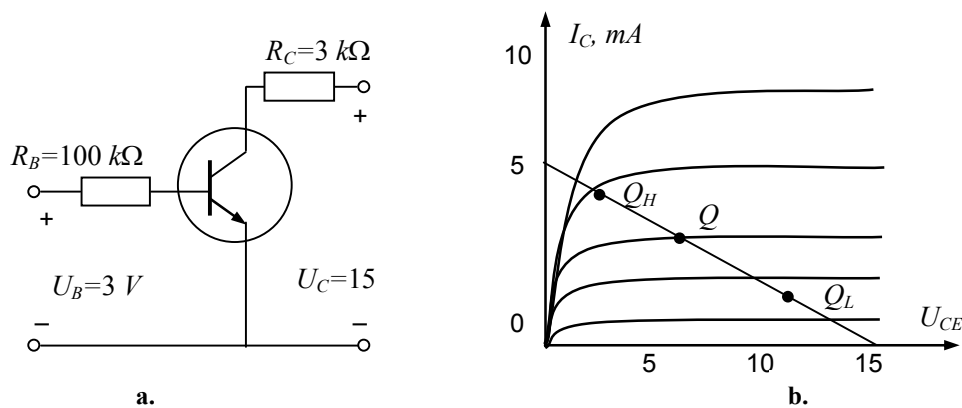 R_C=3 kΩ
+
R_B=100 kΩ
+
U_B=3 V
U_C=15
–
–
a.
I_C, mA
10
5
Q_H
Q
Q_L
0
U_CE
5
10
15
b.